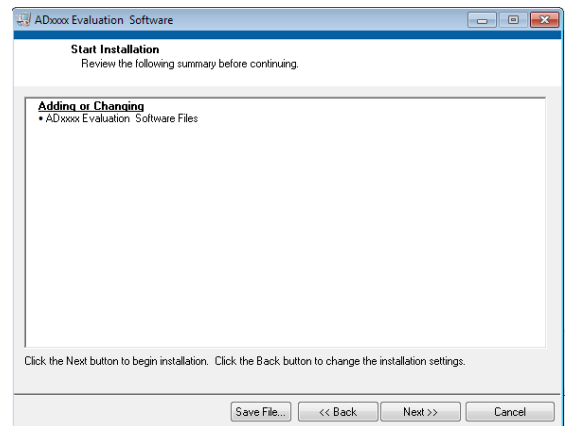 ADxxxx Evaluation  Software
Start Installation
Review the following summary before continuing.
Adding or Changing
• ADxxxx Evaluation  Software Files
Click the Next button to begin installation.  Click the Back button to change the installation settings.
Save File...
<< Back
Next >>
Cancel